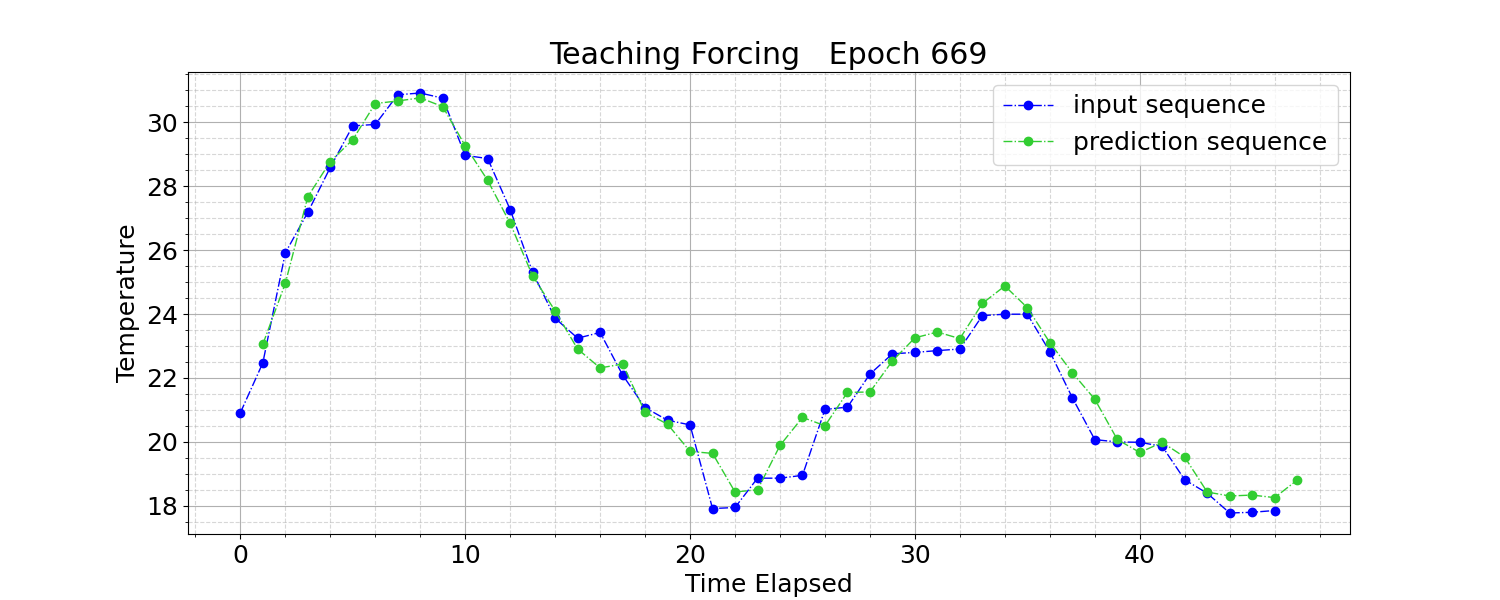 Teaching Forcing   Epoch 669
input sequence
prediction sequence
Temperature
30
28
26
24
22
20
18
0 10 20 30 40
Time Elapsed